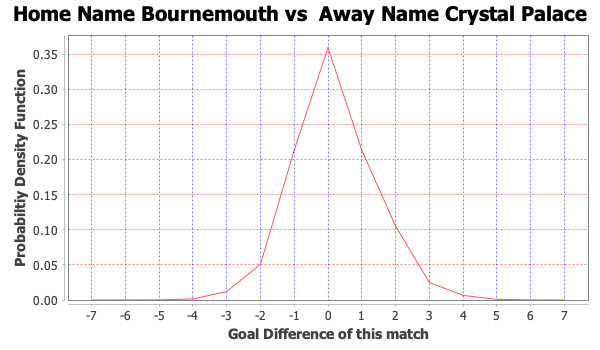 Home Name Bournemouth vs  Away Name Crystal Palace
Probabiltiy Density Function
0.35
0.30
0.25
0.20
0.15
0.10
0.05
0.00
-7 -6 -5 -4 -3 -2 -1 0 1 2 3 4 5 6 7
Goal Difference of this match